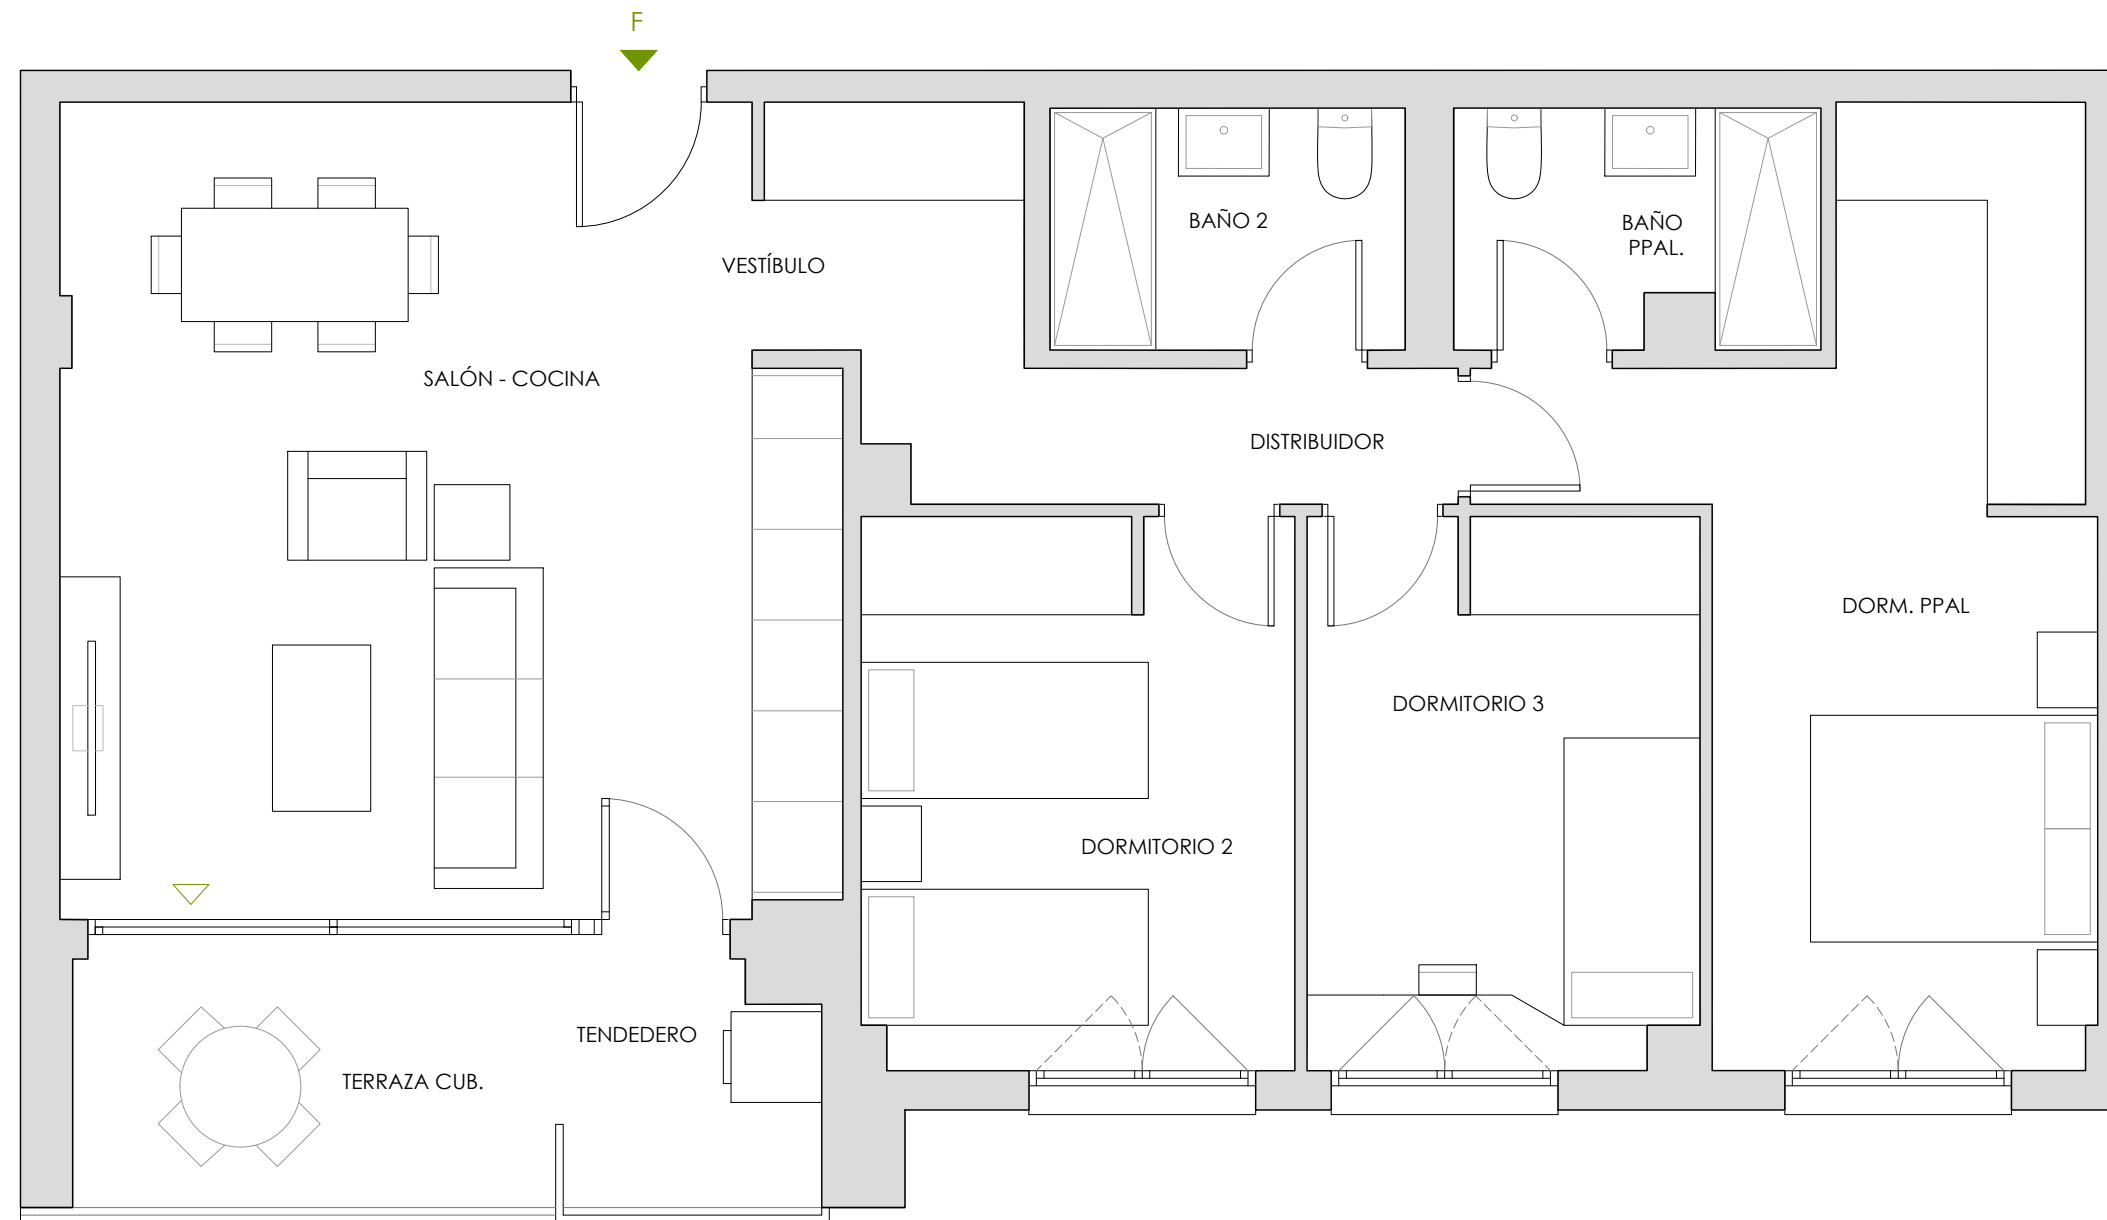 F
BAÑO 2
BAÑO
PPAL.
VESTÍBULO
SALÓN - COCINA
DISTRIBUIDOR
DORM. PPAL
DORMITORIO 3
DORMITORIO 2
TENDEDERO
TERRAZA CUB.